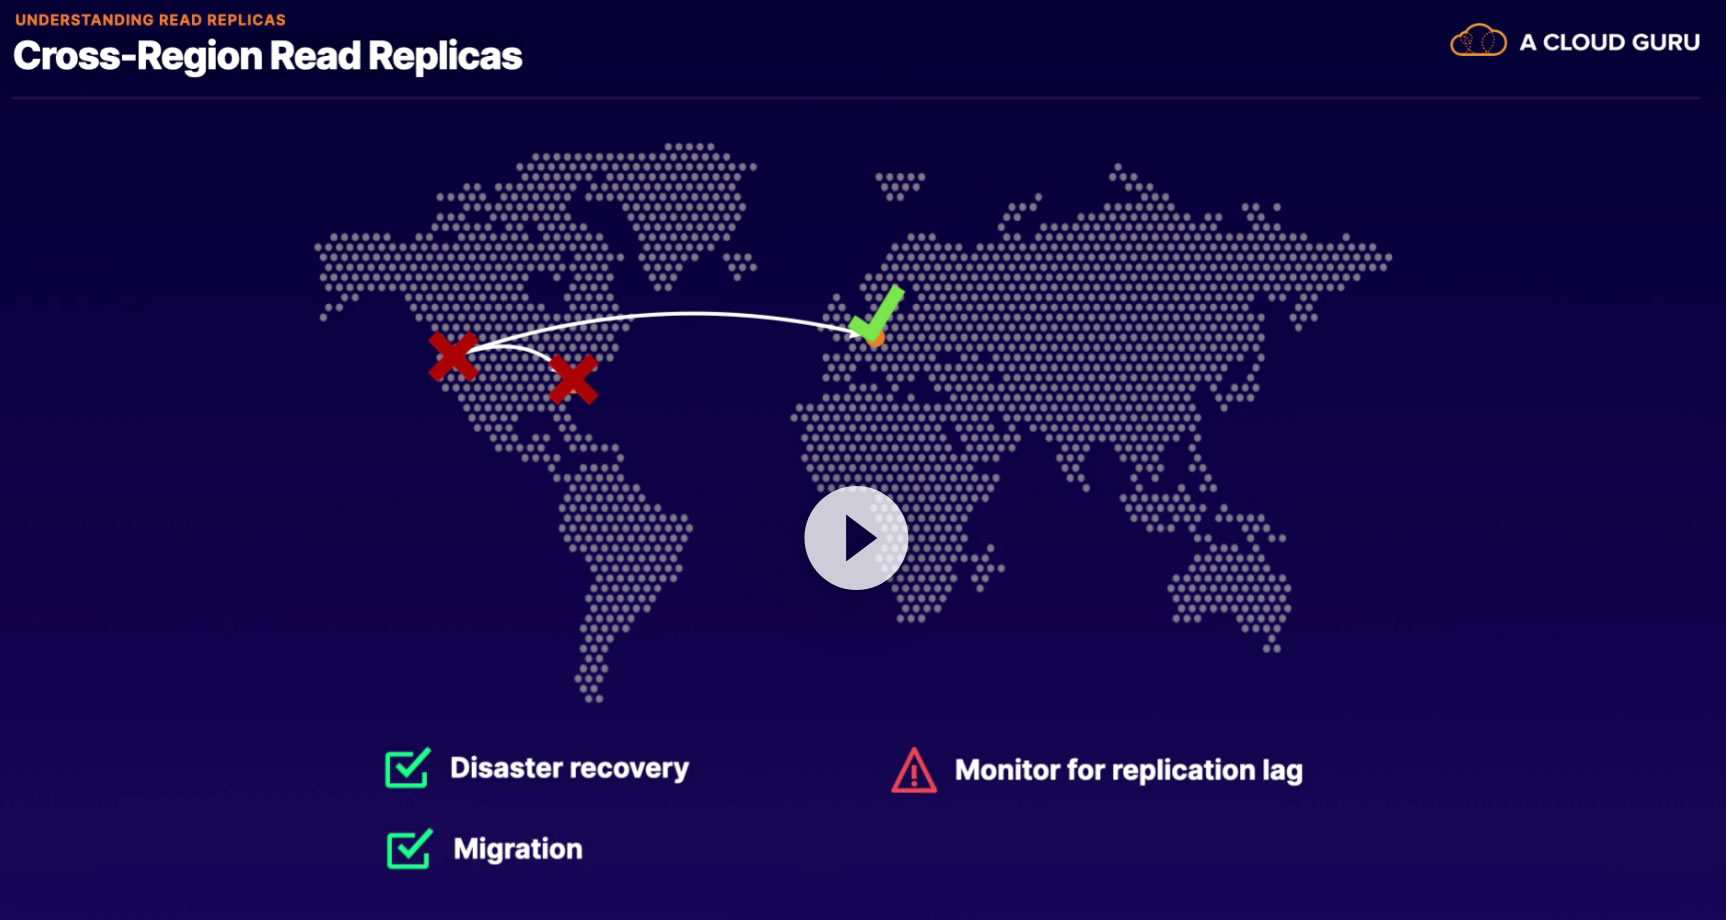 UNDERSTANDING READ REPLICAS
Cross-Region Read Replicas
A CLOUD GURU
Disaster recovery
Monitor for replication lag
Migration